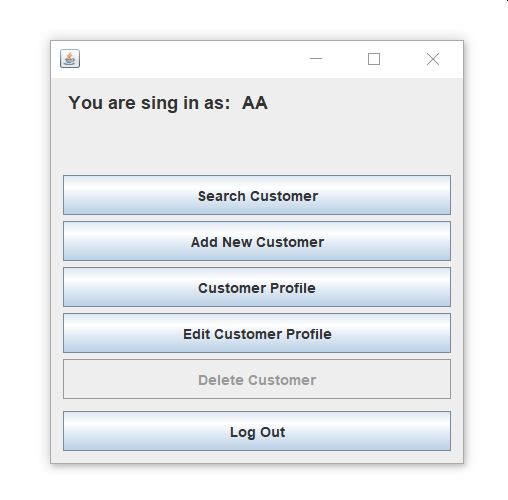 You are sing in as: AA
Search Customer
Add New Customer
Customer Profile
Edit Customer Profile
Delete Customer
Log Out